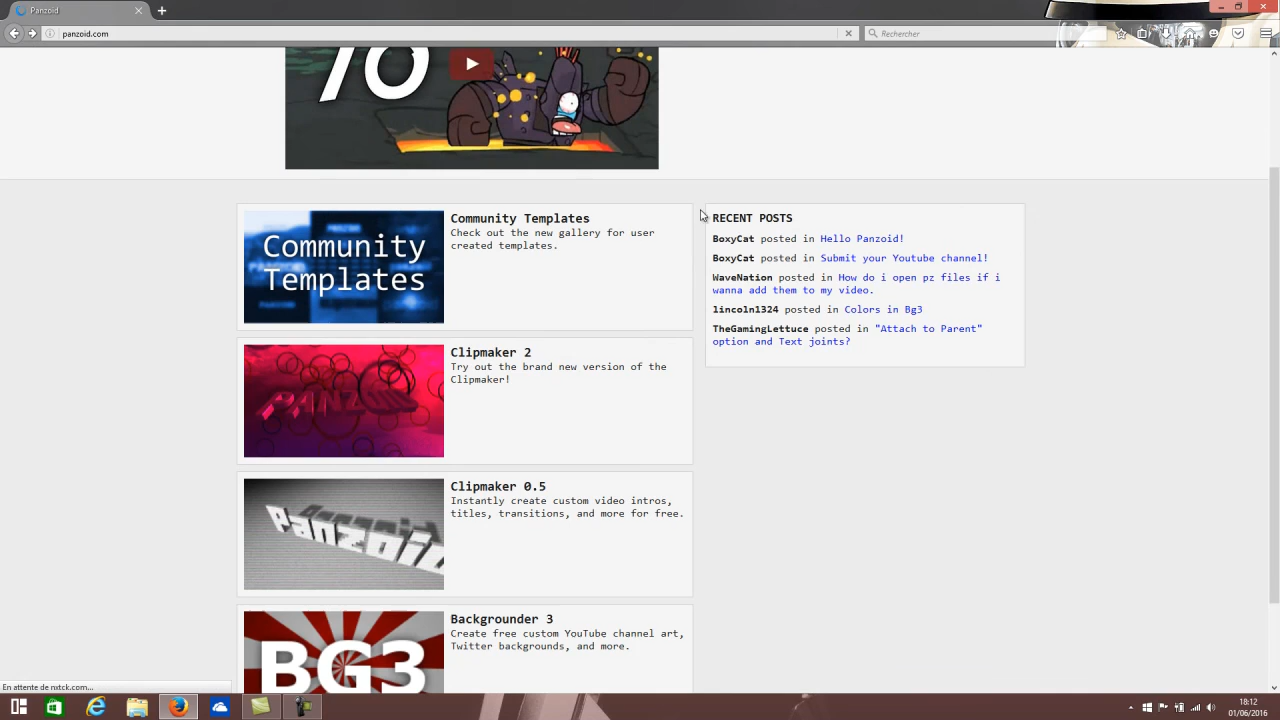 Panzoid
panzoid.com
Rechercher
10
Community Templates
Check out the new gallery for user
created templates.
Community
Templates
Clipmaker 2
Try out the brand new version of the
Clipmaker!
PANZOID
Clipmaker 0.5
Instantly create custom video intros,
titles, transitions, and more for free.
Panzoid
Backgrounder 3
Create free custom YouTube channel art,
Twitter backgrounds, and more.
BG3
RECENT POSTS
BoxyCat posted in Hello Panzoid!
BoxyCat posted in Submit your Youtube channel!
WaveNation posted in How do i open pz files if i
wanna add them to my video.
lincoln1324 posted in Colors in Bg3
TheGamingLettuce posted in "Attach to Parent"
option and Text joints?
En attente de nxtck.com...
18:12
01/06/2016